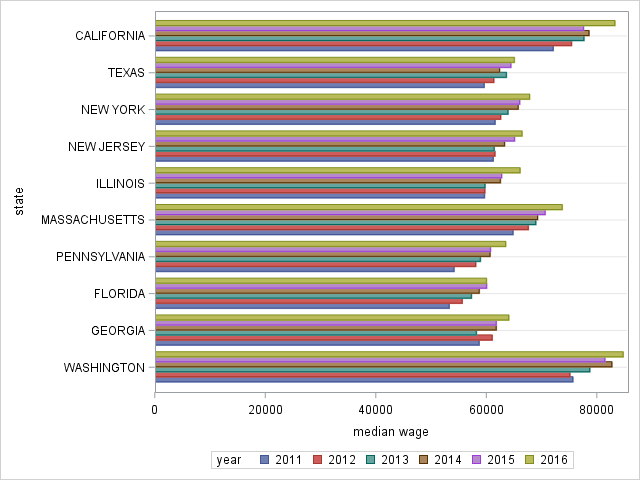 CALIFORNIA
TEXAS
NEW YORK
NEW JERSEY
ILLINOIS
MASSACHUSETTS
PENNSYLVANIA
FLORIDA
GEORGIA
WASHINGTON
state
0 20000 40000 60000 80000
median wage
year 2011 2012 2013 2014 2015 2016